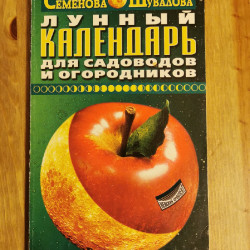 Семенова Шувалова
ЛУННЫЙ
КАЛЕНДАРЬ
ДЛЯ САДОВОДОВ
И ОГОРОДНИКОВ